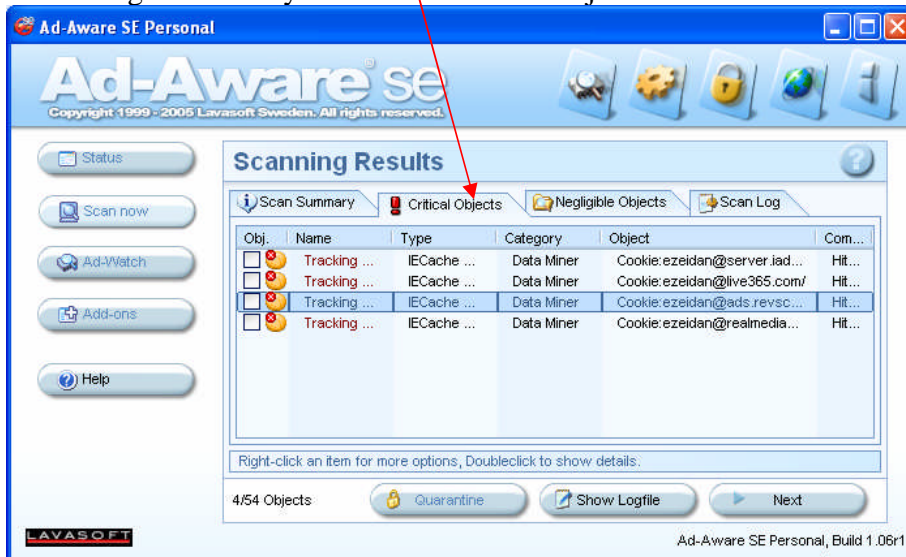 Ad-Aware SE Personal
Ad-Aware SE
Copyright 1999 - 2005 Lavasoft Sweden. All rights reserved.
Status
Scan now
Ad-Watch
Add-ons
Help
Scanning Results
Scan Summary Critical Objects Negligible Objects Scan Log
Obj. Name Type Category Object Com...
Tracking ... IECache ... Data Miner Cookie:ezeidan@server.iad... Hit...
Tracking ... IECache ... Data Miner Cookie:ezeidan@live365.com/ Hit...
Tracking ... IECache ... Data Miner Cookie:ezeidan@ads.revsc... Hit...
Tracking ... IECache ... Data Miner Cookie:ezeidan@realmedia... Hit...
Right-click an item for more options, Doubleclick to show details.
4/54 Objects Quarantine Show Logfile Next
LAVASOFT
Ad-Aware SE Personal, Build 1.06r1